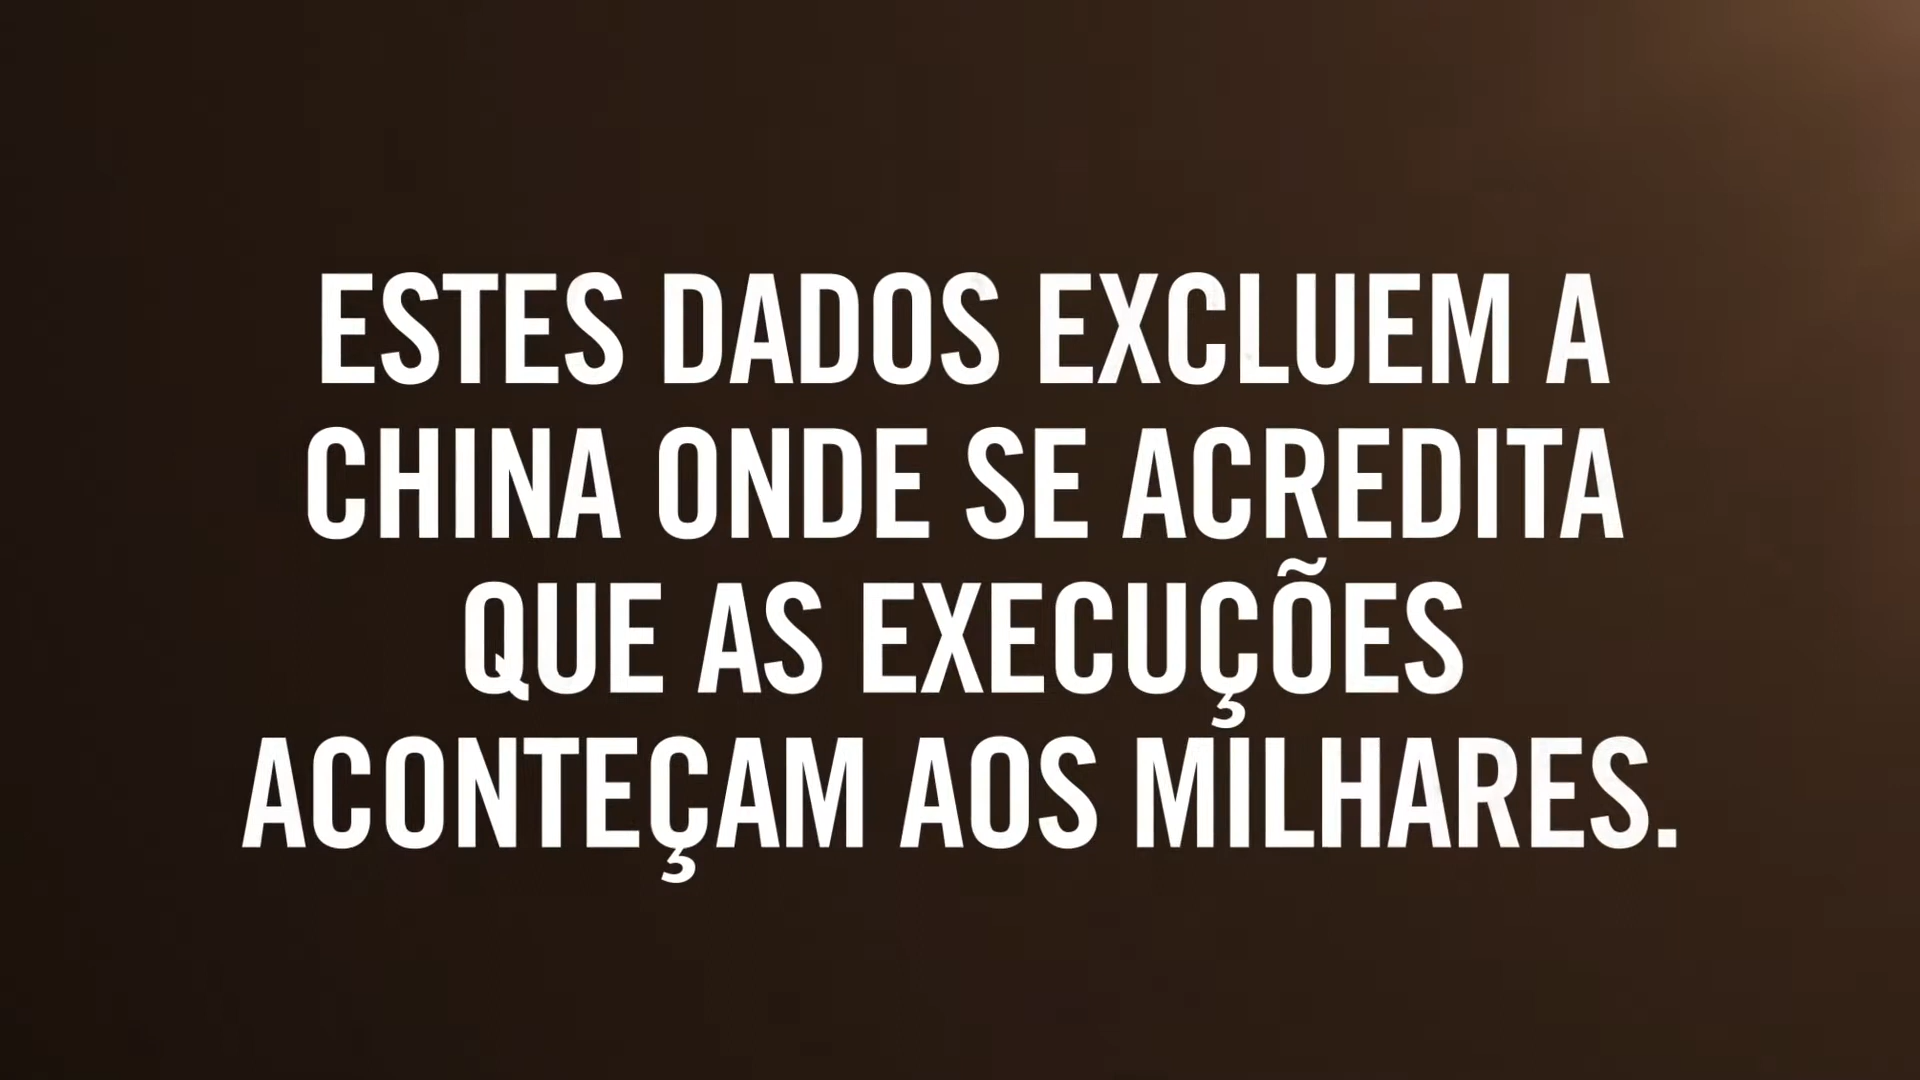 ESTES DADOS EXCLUEM A
CHINA ONDE SE ACREDITA
QUE AS EXECUÇÕES
ACONTEÇAM AOS MILHARES.